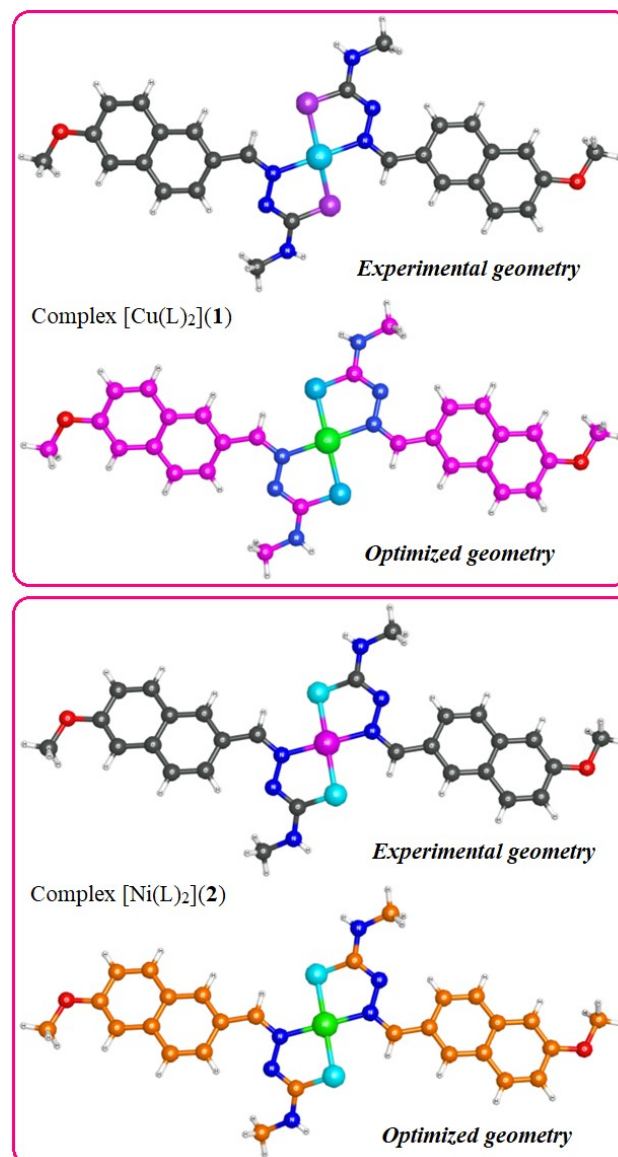 Experimental geometry
Complex [Cu(L)₂](1)
Optimized geometry
Experimental geometry
Complex [Ni(L)₂](2)
Optimized geometry